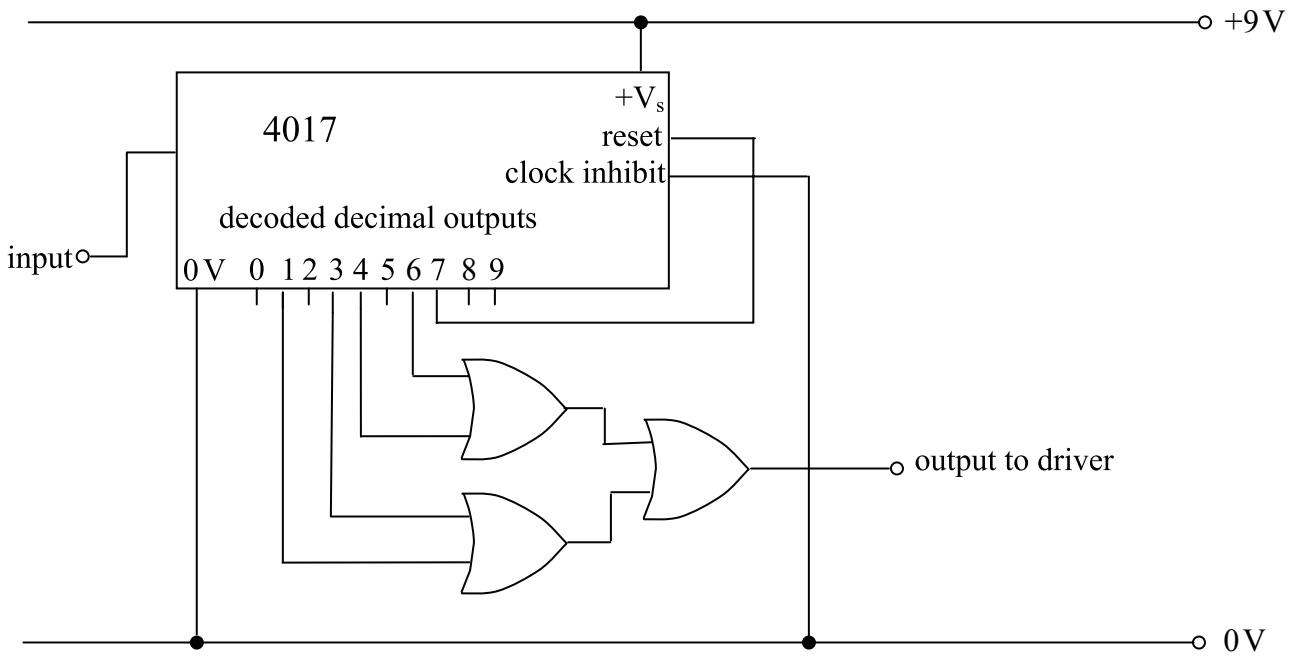 +9V
+Vs
4017
reset
clock inhibit
decoded decimal outputs
input
0V 0 1 2 3 4 5 6 7 8 9
output to driver
0V